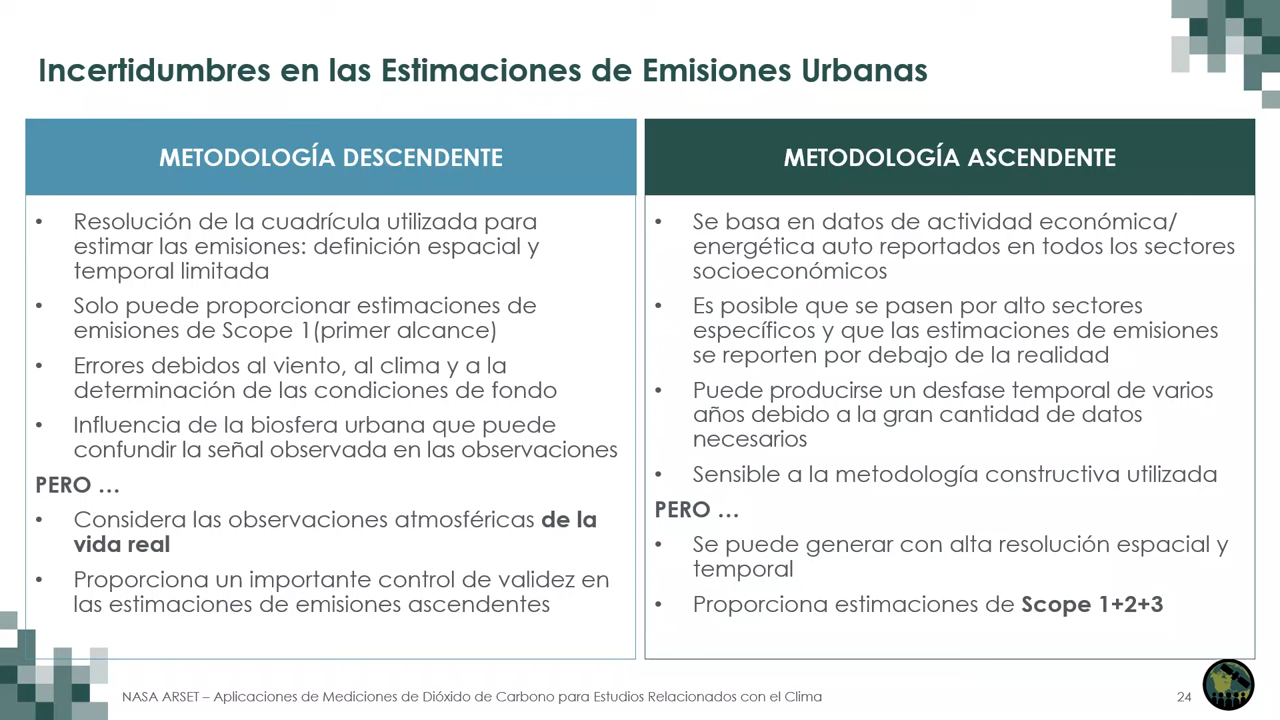 Incertidumbres en las Estimaciones de Emisiones Urbanas
METODOLOGÍA DESCENDENTE
• Resolución de la cuadrícula utilizada para
estimar las emisiones: definición espacial y
temporal limitada
• Solo puede proporcionar estimaciones de
emisiones de Scope 1(primer alcance)
• Errores debidos al viento, al clima y a la
determinación de las condiciones de fondo
• Influencia de la biosfera urbana que puede
confundir la señal observada en las observaciones
PERO …
• Considera las observaciones atmosféricas de la
vida real
• Proporciona un importante control de validez en
las estimaciones de emisiones ascendentes
METODOLOGÍA ASCENDENTE
• Se basa en datos de actividad económica/
energética auto reportados en todos los sectores
socioeconómicos
• Es posible que se pasen por alto sectores
específicos y que las estimaciones de emisiones
se reporten por debajo de la realidad
• Puede producirse un desfase temporal de varios
años debido a la gran cantidad de datos
necesarios
• Sensible a la metodología constructiva utilizada
PERO …
• Se puede generar con alta resolución espacial y
temporal
• Proporciona estimaciones de Scope 1+2+3
NASA ARSET – Aplicaciones de Mediciones de Dióxido de Carbono para Estudios Relacionados con el Clima
24